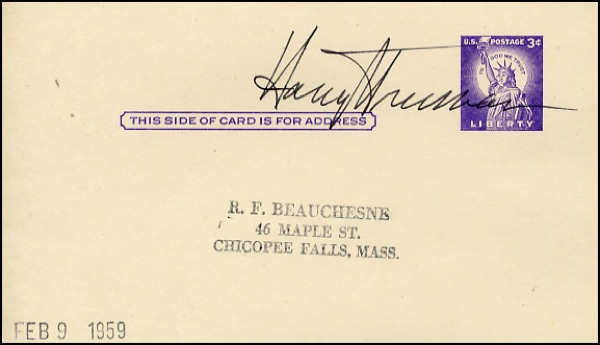 Harry Truman
U.S. POSTAGE 3¢
IN GOD WE TRUST
LIBERTY
THIS SIDE OF CARD IS FOR ADDRESS
R. F. BEAUCHESNE
46 MAPLE ST.
CHICOPEE FALLS, MASS.
FEB 9 1959